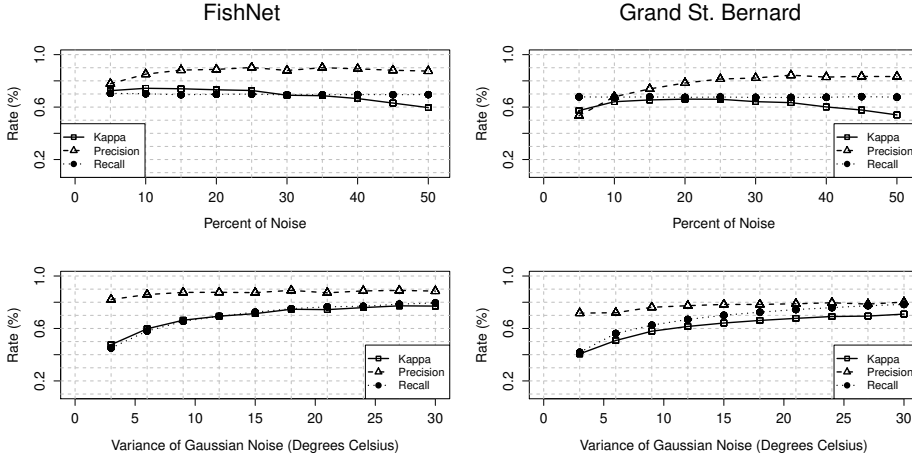 FishNet
Grand St. Bernard
Rate (%)
1.0
0.6
0.2
Kappa
Precision
Recall
0 10 20 30 40 50
Percent of Noise
Rate (%)
1.0
0.6
0.2
Kappa
Precision
Recall
0 10 20 30 40 50
Percent of Noise
Rate (%)
1.0
0.6
0.2
Kappa
Precision
Recall
0 5 10 15 20 25 30
Variance of Gaussian Noise (Degrees Celsius)
Rate (%)
1.0
0.6
0.2
Kappa
Precision
Recall
0 5 10 15 20 25 30
Variance of Gaussian Noise (Degrees Celsius)